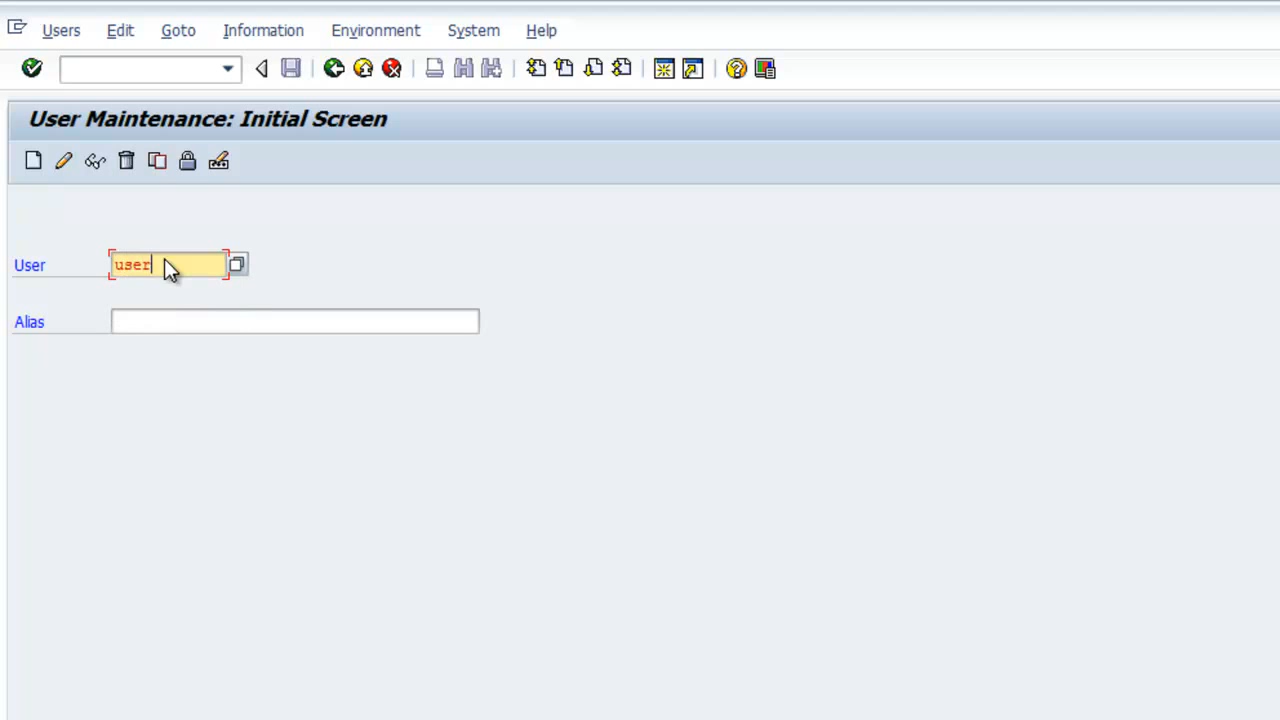 Users Edit Goto Information Environment System Help
User Maintenance: Initial Screen
User user
Alias